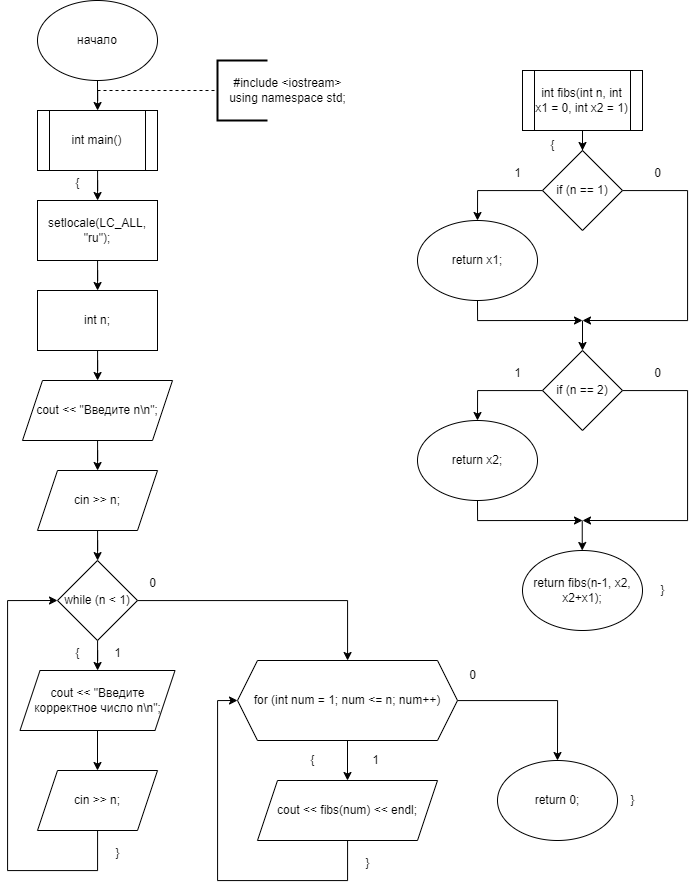 начало
#include <iostream>
using namespace std;
int main()
{
setlocale(LC_ALL,
"ru");
int n;
cout << "Введите n\n";
cin >> n;
while (n < 1)
0
{
1
cout << "Введите
корректное число n\n";
cin >> n;
}
for (int num = 1; num <= n; num++)
0
{
1
cout << fibs(num) << endl;
}
return 0;
}
int fibs(int n, int
x1 = 0, int x2 = 1)
{
if (n == 1)
1
0
return x1;
if (n == 2)
1
0
return x2;
return fibs(n-1, x2,
x2+x1);
}